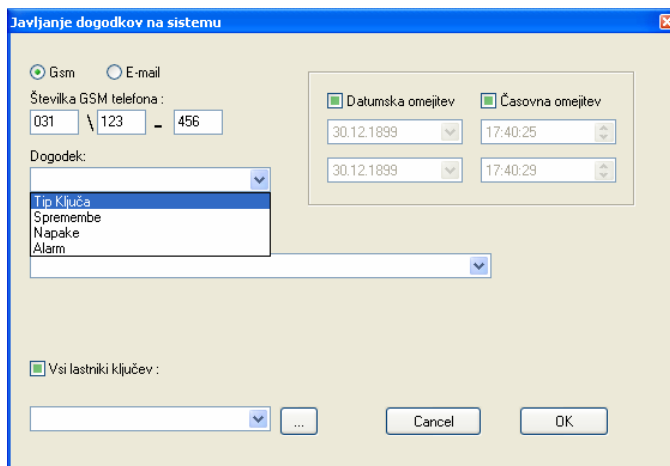 Javljanje dogodkov na sistemu
Gsm E-mail
Številka GSM telefona :
031 \ 123 - 456
Datumska omejitev Časovna omejitev
30.12.1899 17:40:25
30.12.1899 17:40:29
Dogodek:
Tip Ključa
Spremembe
Napake
Alarm
Vsi lastniki ključev :
... Cancel OK